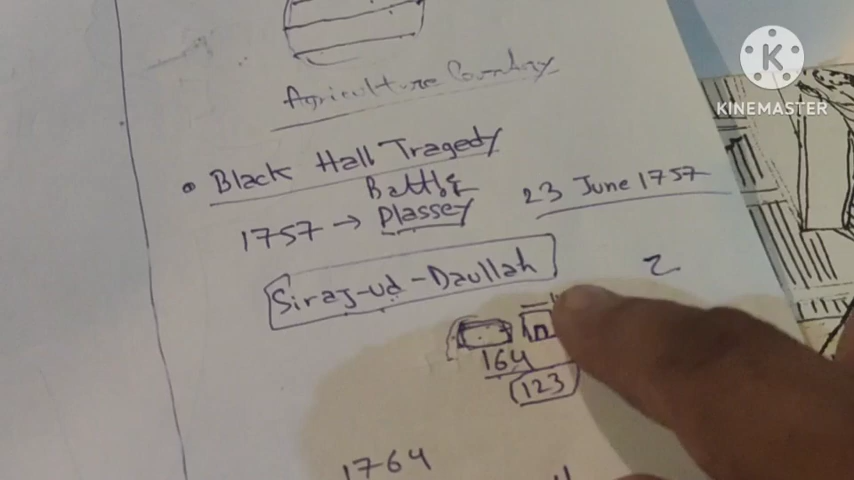 KINEMASTER
Agriculture Country
• Black Hall Tragedy
Battle
1757 → Plassey
23 June 1757
Siraj-ud-Daullah
164
123
1764